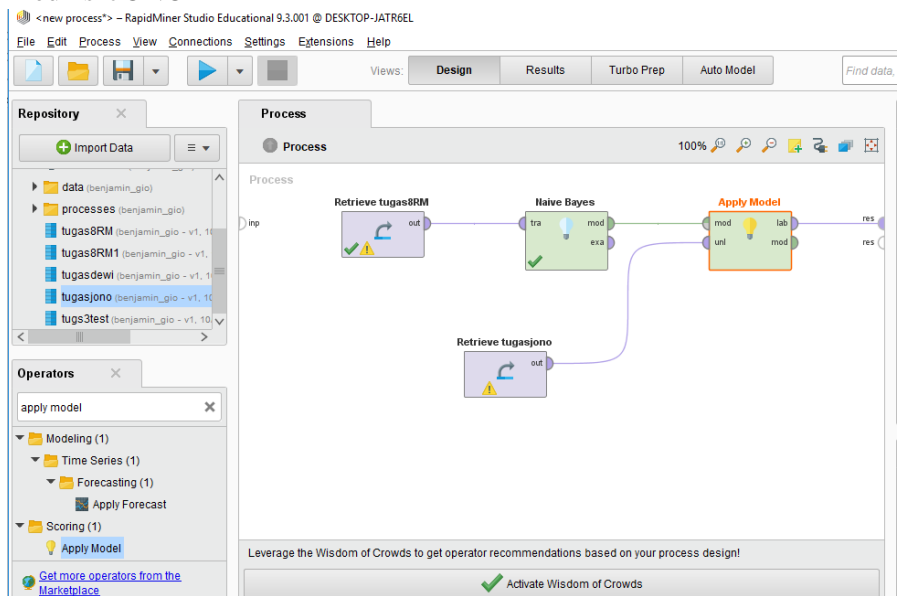 <new process*> – RapidMiner Studio Educational 9.3.001 @ DESKTOP-JATR6EL
File Edit Process View Connections Settings Extensions Help
Views: Design Results Turbo Prep Auto Model Find data,
Repository
Import Data
data (benjamin_gio)
processes (benjamin_gio)
tugas8RM (benjamin_gio - v1, 1
tugas8RM1 (benjamin_gio - v1,
tugasdewi (benjamin_gio - v1, 1
tugasjono (benjamin_gio - v1, 10
tugs3test (benjamin_gio - v1, 10
Operators
apply model
Modeling (1)
Time Series (1)
Forecasting (1)
Apply Forecast
Scoring (1)
Apply Model
Get more operators from the
Marketplace
Process
Process
100%
Process
inp
Retrieve tugas8RM
out
Naive Bayes
tra mod
exa
Apply Model
mod lab
unl mod
res
res
Retrieve tugasjono
out
Leverage the Wisdom of Crowds to get operator recommendations based on your process design!
Activate Wisdom of Crowds